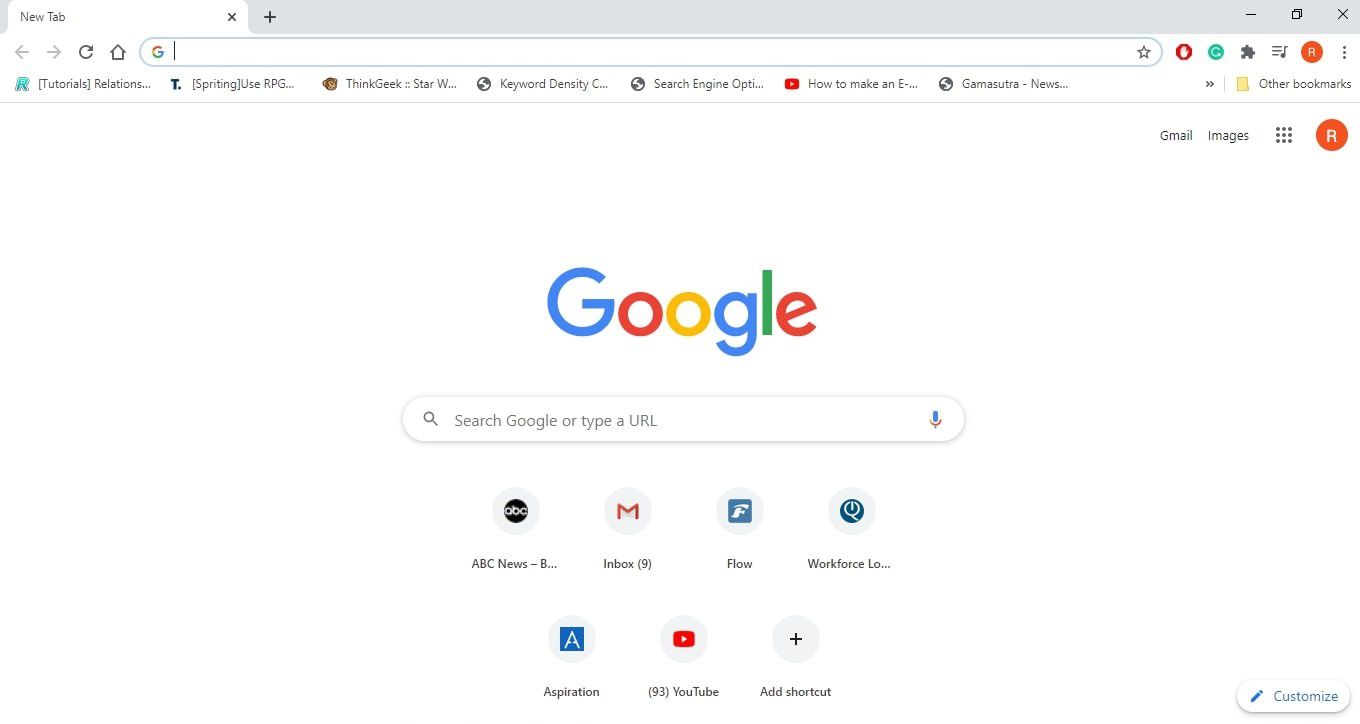 New Tab
[Tutorials] Relations...
[Spriting]Use RPG...
ThinkGeek :: Star W...
Keyword Density C...
Search Engine Opti...
How to make an E-...
Gamasutra - News...
»
Other bookmarks
Gmail
Images
R
Google
Search Google or type a URL
abc
ABC News – B...
Inbox (9)
Flow
Workforce Lo...
Aspiration
(93) YouTube
Add shortcut
Customize